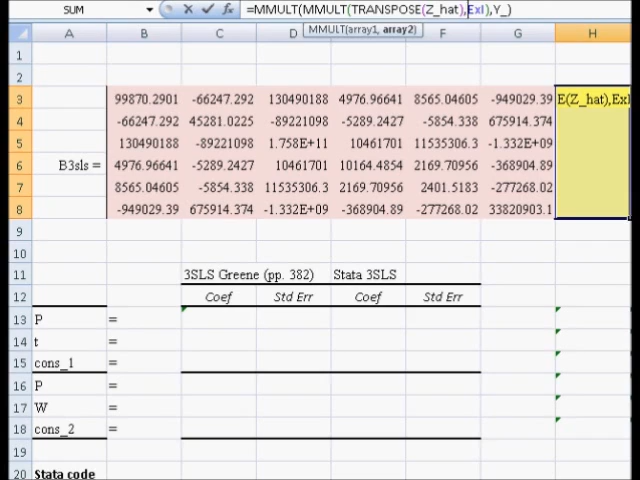 SUM =MMULT(MMULT(TRANSPOSE(Z_hat),ExI),Y_)
MMULT(array1, array2)
A B C D E F G H
1
2
3 99870.2901 -66247.292 130490188 4976.96641 8565.04605 -949029.39 E(Z_hat),ExI
4 -66247.292 45281.0225 -89221098 -5289.2427 -5854.338 675914.374
5 130490188 -89221098 1.758E+11 10461701 11535306.3 -1.332E+09
6 B3sls = 4976.96641 -5289.2427 10461701 10164.4854 2169.70956 -368904.89
7 8565.04605 -5854.338 11535306.3 2169.70956 2401.5183 -277268.02
8 -949029.39 675914.374 -1.332E+09 -368904.89 -277268.02 33820903.1
9
10
11 3SLS Greene (pp. 382) Stata 3SLS
12 Coef Std Err Coef Std Err
13 P =
14 t =
15 cons_1 =
16 P =
17 W =
18 cons_2 =
19
20 Stata code